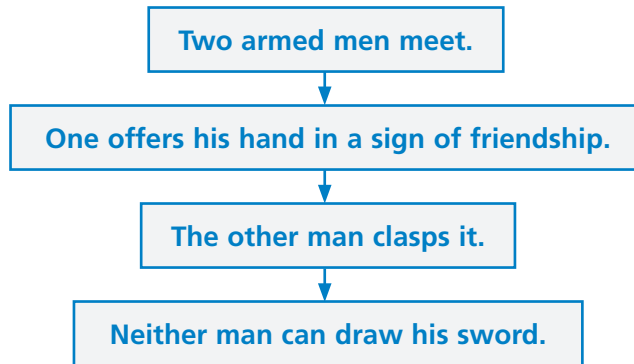 Two armed men meet.
One offers his hand in a sign of friendship.
The other man clasps it.
Neither man can draw his sword.